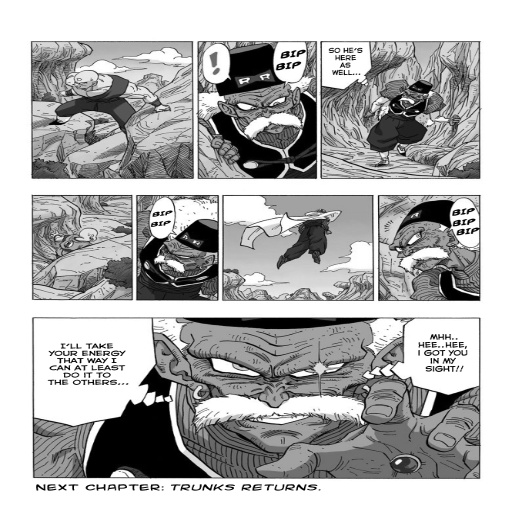 !
BIP
BIP
R R
SO HE'S
HERE
AS
WELL...
BIP
BIP
BIP
BIP
BIP
I'LL TAKE
YOUR ENERGY
THAT WAY I
CAN AT LEAST
DO IT TO
THE OTHERS...
MHH..
HEE..HEE,
I GOT YOU
IN MY
SIGHT!!
NEXT CHAPTER: TRUNKS RETURNS.